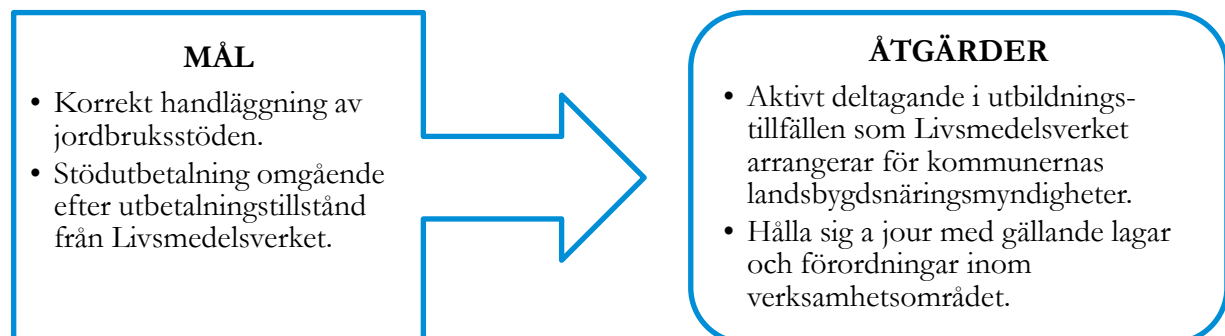 MÅL
• Korrekt handläggning av
jordbruksstöden.
• Stödutbetalning omgående
efter utbetalningstillstånd
från Livsmedelsverket.
ÅTGÄRDER
• Aktivt deltagande i utbildnings-
tillfällen som Livsmedelsverket
arrangerar för kommunernas
landsbygdsnäringsmyndigheter.
• Hålla sig a jour med gällande lagar
och förordningar inom
verksamhetsområdet.